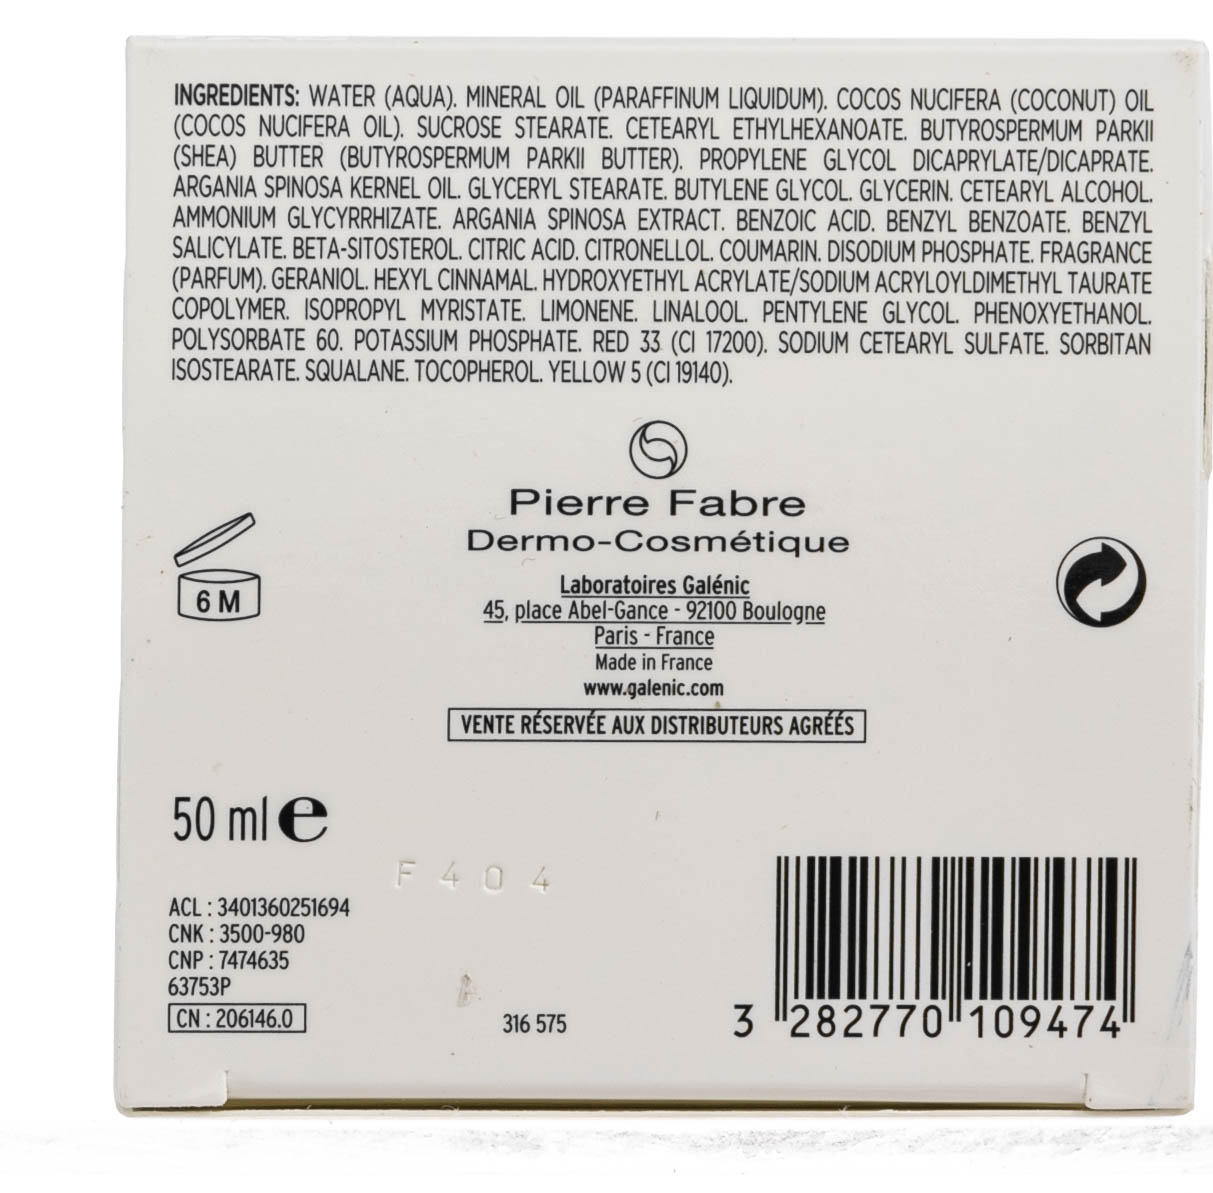 INGREDIENTS: WATER (AQUA). MINERAL OIL (PARAFFINUM LIQUIDUM). COCOS NUCIFERA (COCONUT) OIL
(COCOS NUCIFERA OIL). SUCROSE STEARATE. CETEARYL ETHYLHEXANOATE. BUTYROSPERMUM PARKII
(SHEA) BUTTER (BUTYROSPERMUM PARKII BUTTER). PROPYLENE GLYCOL DICAPRYLATE/DICAPRATE.
ARGANIA SPINOSA KERNEL OIL. GLYCERYL STEARATE. BUTYLENE GLYCOL. GLYCERIN. CETEARYL ALCOHOL.
AMMONIUM GLYCYRRHIZATE. ARGANIA SPINOSA EXTRACT. BENZOIC ACID. BENZYL BENZOATE. BENZYL
SALICYLATE. BETA-SITOSTEROL. CITRIC ACID. CITRONELLOL. COUMARIN. DISODIUM PHOSPHATE. FRAGRANCE
(PARFUM). GERANIOL. HEXYL CINNAMAL. HYDROXYETHYL ACRYLATE/SODIUM ACRYLOYLDIMETHYL TAURATE
COPOLYMER. ISOPROPYL MYRISTATE. LIMONENE. LINALOOL. PENTYLENE GLYCOL. PHENOXYETHANOL.
POLYSORBATE 60. POTASSIUM PHOSPHATE. RED 33 (CI 17200). SODIUM CETEARYL SULFATE. SORBITAN
ISOSTEARATE. SQUALANE. TOCOPHEROL. YELLOW 5 (CI 19140).
Pierre Fabre
Dermo-Cosmétique
6 M
Laboratoires Galénic
45, place Abel-Gance - 92100 Boulogne
Paris - France
Made in France
www.galenic.com
VENTE RÉSERVÉE AUX DISTRIBUTEURS AGRÉÉS
50 ml e
F 404
ACL : 3401360251694
CNK : 3500-980
CNP : 7474635
63753P
CN : 206146.0
316 575
3 282770 109474